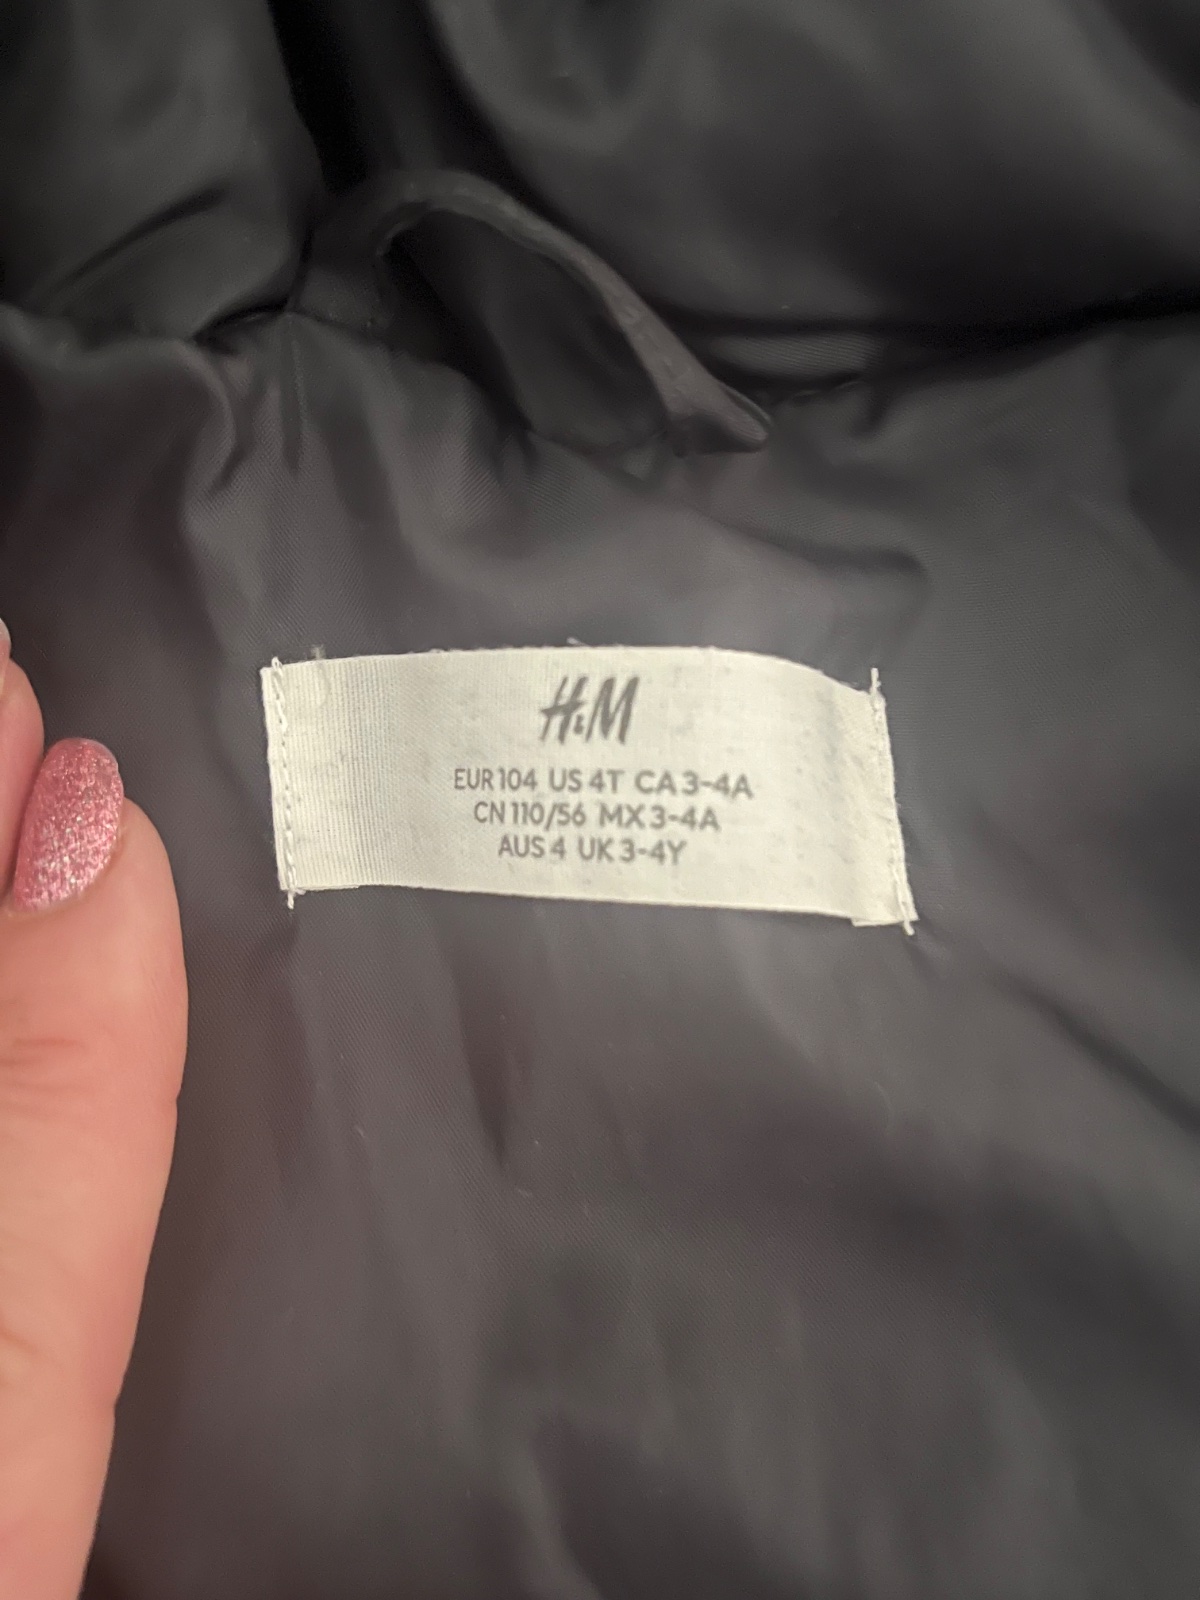 H&M
EUR 104 US 4T CA 3-4A
CN 110/56 MX 3-4A
AUS 4 UK 3-4Y